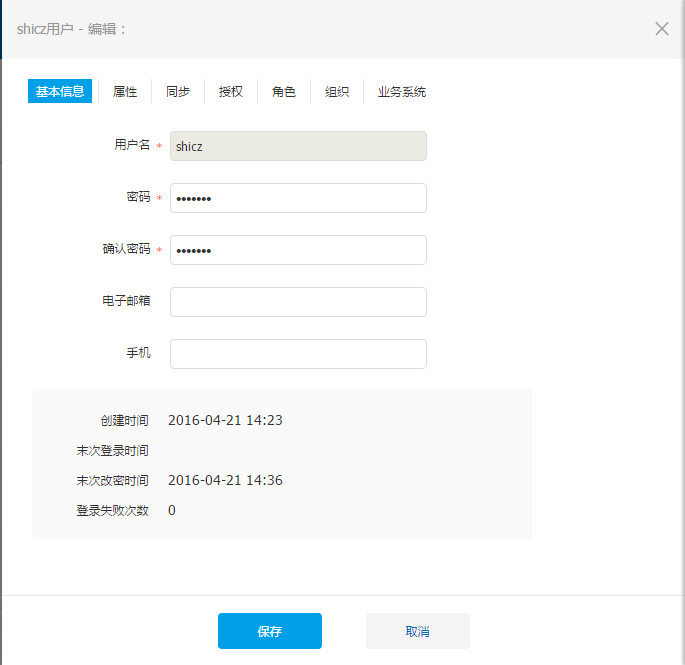 shicz用户 - 编辑：
基本信息 属性 同步 授权 角色 组织 业务系统
用户名 * shicz
密码 * •••••••
确认密码 * •••••••
电子邮箱
手机
创建时间 2016-04-21 14:23
末次登录时间
末次改密时间 2016-04-21 14:36
登录失败次数 0
保存 取消